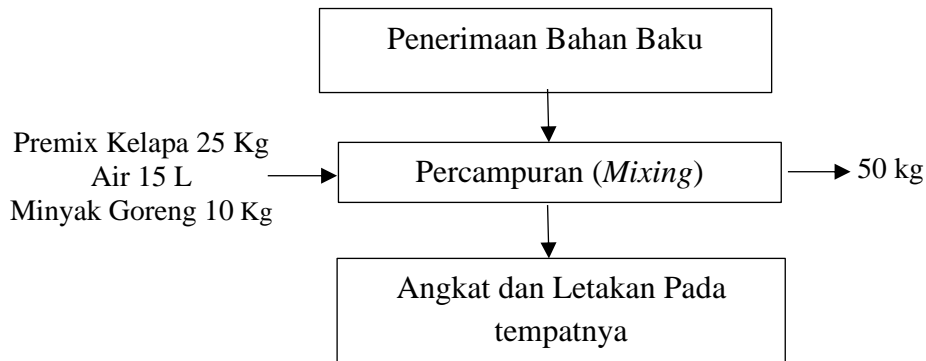 Penerimaan Bahan Baku
Premix Kelapa 25 Kg
Air 15 L
Minyak Goreng 10 Kg
Percampuran (Mixing)
50 kg
Angkat dan Letakan Pada
tempatnya